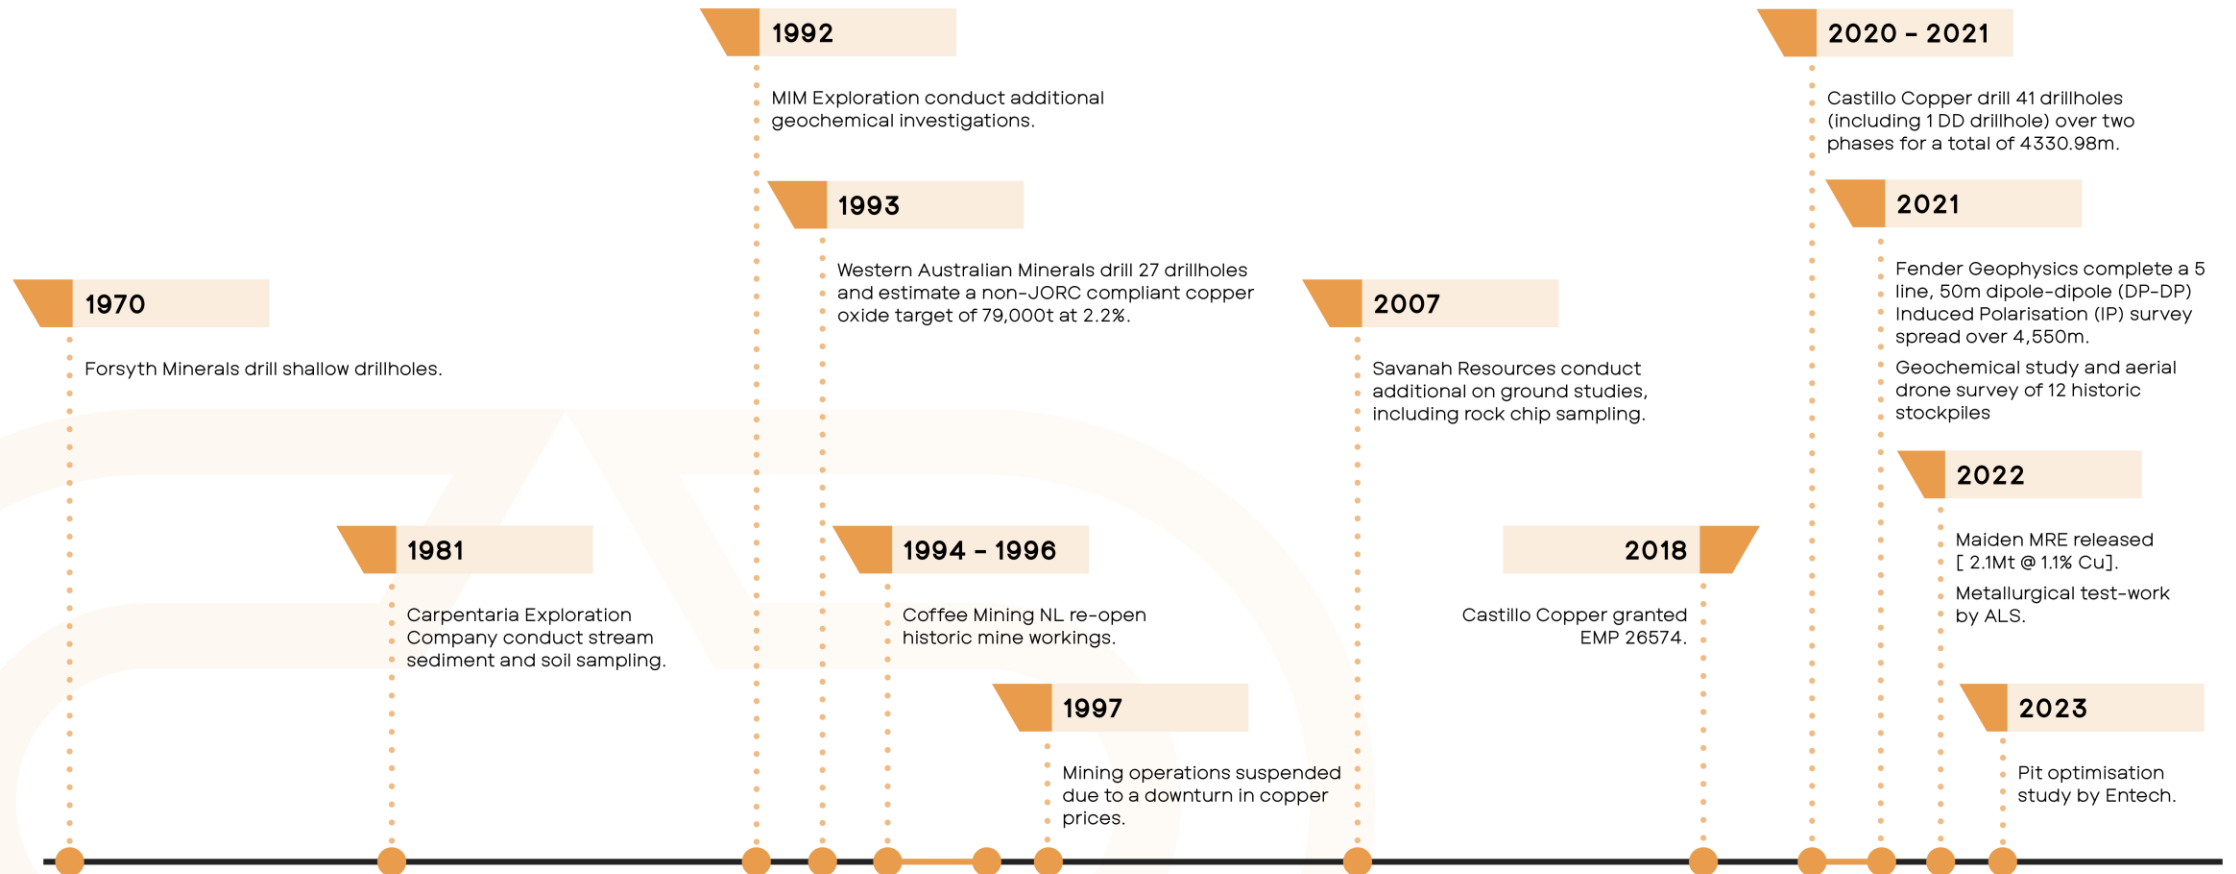 1970
Forsyth Minerals drill shallow drillholes.
1981
Carpentaria Exploration
Company conduct stream
sediment and soil sampling.
1992
MIM Exploration conduct additional
geochemical investigations.
1993
Western Australian Minerals drill 27 drillholes
and estimate a non-JORC compliant copper
oxide target of 79,000t at 2.2%.
1994 - 1996
Coffee Mining NL re-open
historic mine workings.
1997
Mining operations suspended
due to a downturn in copper
prices.
2007
Savanah Resources conduct
additional on ground studies,
including rock chip sampling.
2018
Castillo Copper granted
EMP 26574.
2020 - 2021
Castillo Copper drill 41 drillholes
(including 1 DD drillhole) over two
phases for a total of 4330.98m.
2021
Fender Geophysics complete a 5
line, 50m dipole-dipole (DP-DP)
Induced Polarisation (IP) survey
spread over 4,550m.
Geochemical study and aerial
drone survey of 12 historic
stockpiles
2022
Maiden MRE released
[ 2.1Mt @ 1.1% Cu].
Metallurgical test-work
by ALS.
2023
Pit optimisation
study by Entech.